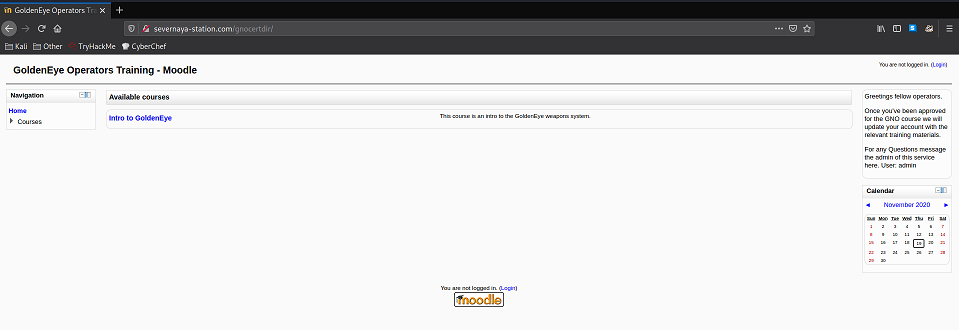 GoldenEye Operators Tr
severnaya-station.com/gnocertdir/
Kali Other TryHackMe CyberChef
GoldenEye Operators Training - Moodle
You are not logged in. (Login)
Navigation
Home
Courses
Available courses
Intro to GoldenEye
This course is an intro to the GoldenEye weapons system.
Greetings fellow operators.
Once you've been approved
for the GNO course we will
update your account with the
relevant training materials.
For any Questions message
the admin of this service
here. User: admin
Calendar
◄ November 2020 ►
Sun Mon Tue Wed Thu Fri Sat
1 2 3 4 5 6 7
8 9 10 11 12 13 14
15 16 17 18 19 20 21
22 23 24 25 26 27 28
29 30
You are not logged in. (Login)
moodle